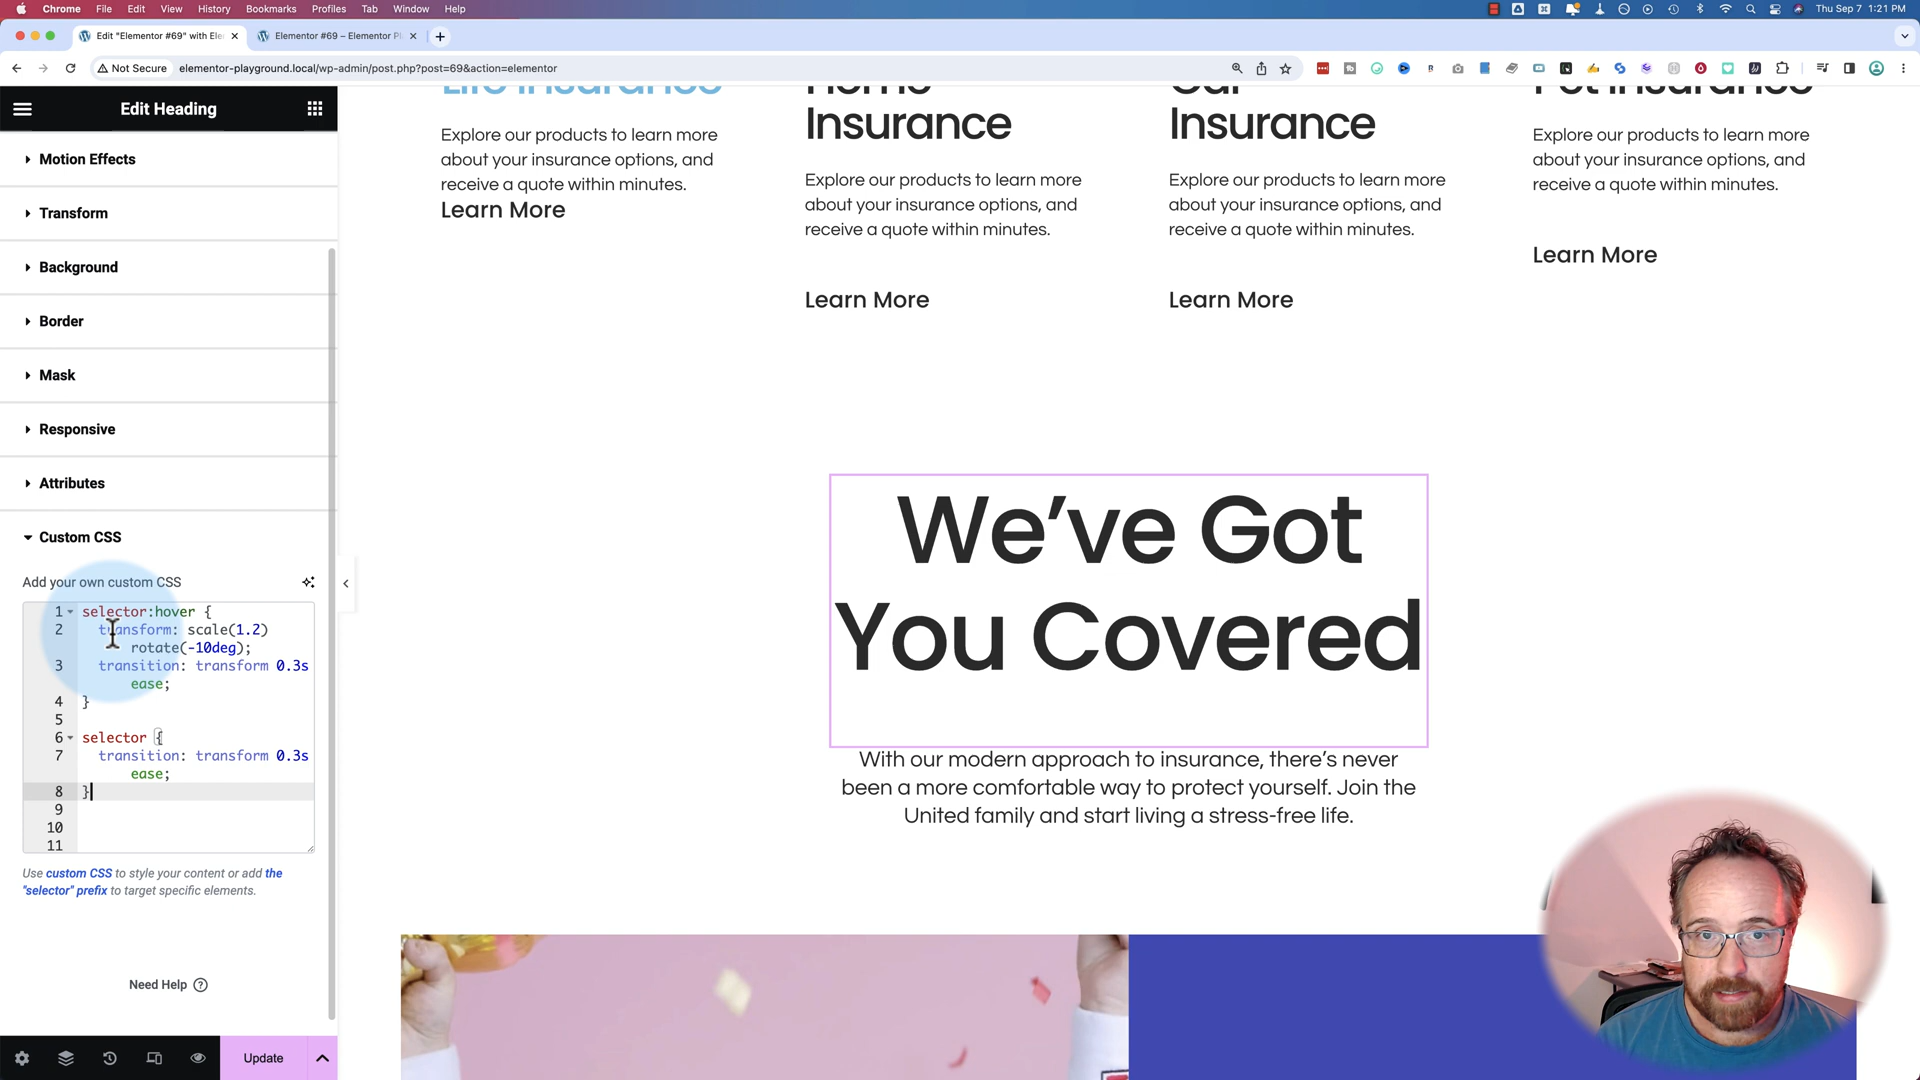 Chrome File Edit View History Bookmarks Profiles Tab Window Help
Thu Sep 7 1:21 PM
Edit "Elementor #69" with Ele
Elementor #69 – Elementor Pl
Not Secure
elementor-playground.local/wp-admin/post.php?post=69&action=elementor
Edit Heading
Motion Effects
Transform
Background
Border
Mask
Responsive
Attributes
Custom CSS
Add your own custom CSS
1 selector:hover {
2 transform: scale(1.2)
rotate(-10deg);
3 transition: transform 0.3s
ease;
4 }
5
6 selector {
7 transition: transform 0.3s
ease;
8 }
9
10
11
Use custom CSS to style your content or add the
"selector" prefix to target specific elements.
Need Help
Update
Life Insurance
Explore our products to learn more
about your insurance options, and
receive a quote within minutes.
Learn More
Home
Insurance
Explore our products to learn more
about your insurance options, and
receive a quote within minutes.
Learn More
Car
Insurance
Explore our products to learn more
about your insurance options, and
receive a quote within minutes.
Learn More
Pet Insurance
Explore our products to learn more
about your insurance options, and
receive a quote within minutes.
Learn More
We've Got
You Covered
With our modern approach to insurance, there's never
been a more comfortable way to protect yourself. Join the
United family and start living a stress-free life.